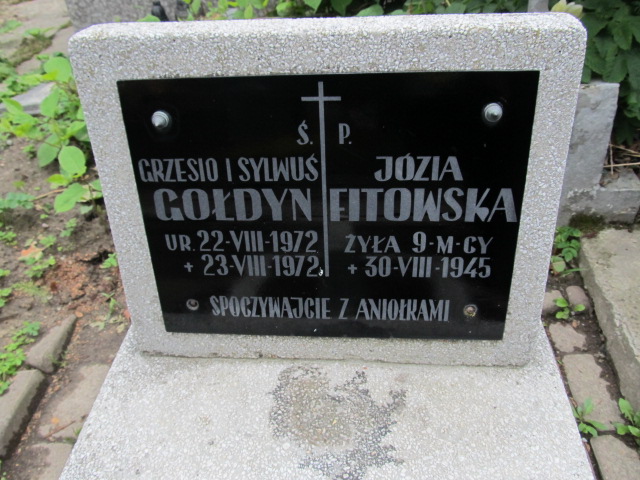 Ś. P.
GRZESIO I SYLWUŚ
GOŁDYN
UR. 22-VIII-1972
+ 23-VIII-1972
JÓZIA
FITOWSKA
ŻYŁA 9-M-CY
+ 30-VIII-1945
SPOCZYWAJCIE Z ANIOŁKAMI